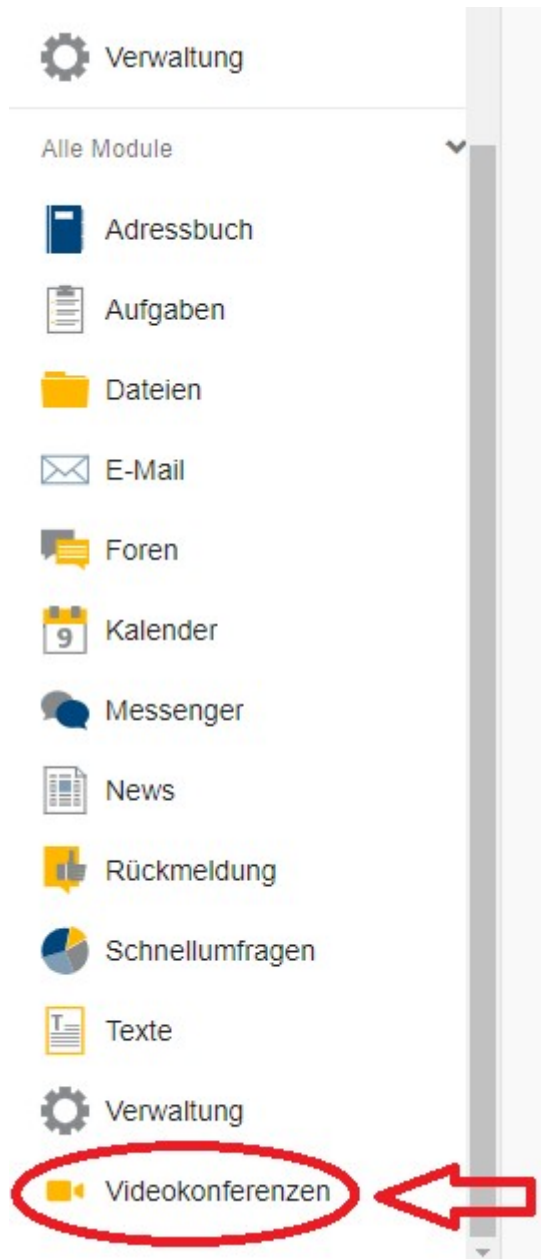 Verwaltung
Alle Module
Adressbuch
Aufgaben
Dateien
E-Mail
Foren
9 Kalender
Messenger
News
Rückmeldung
Schnellumfragen
T Texte
Verwaltung
Videokonferenzen